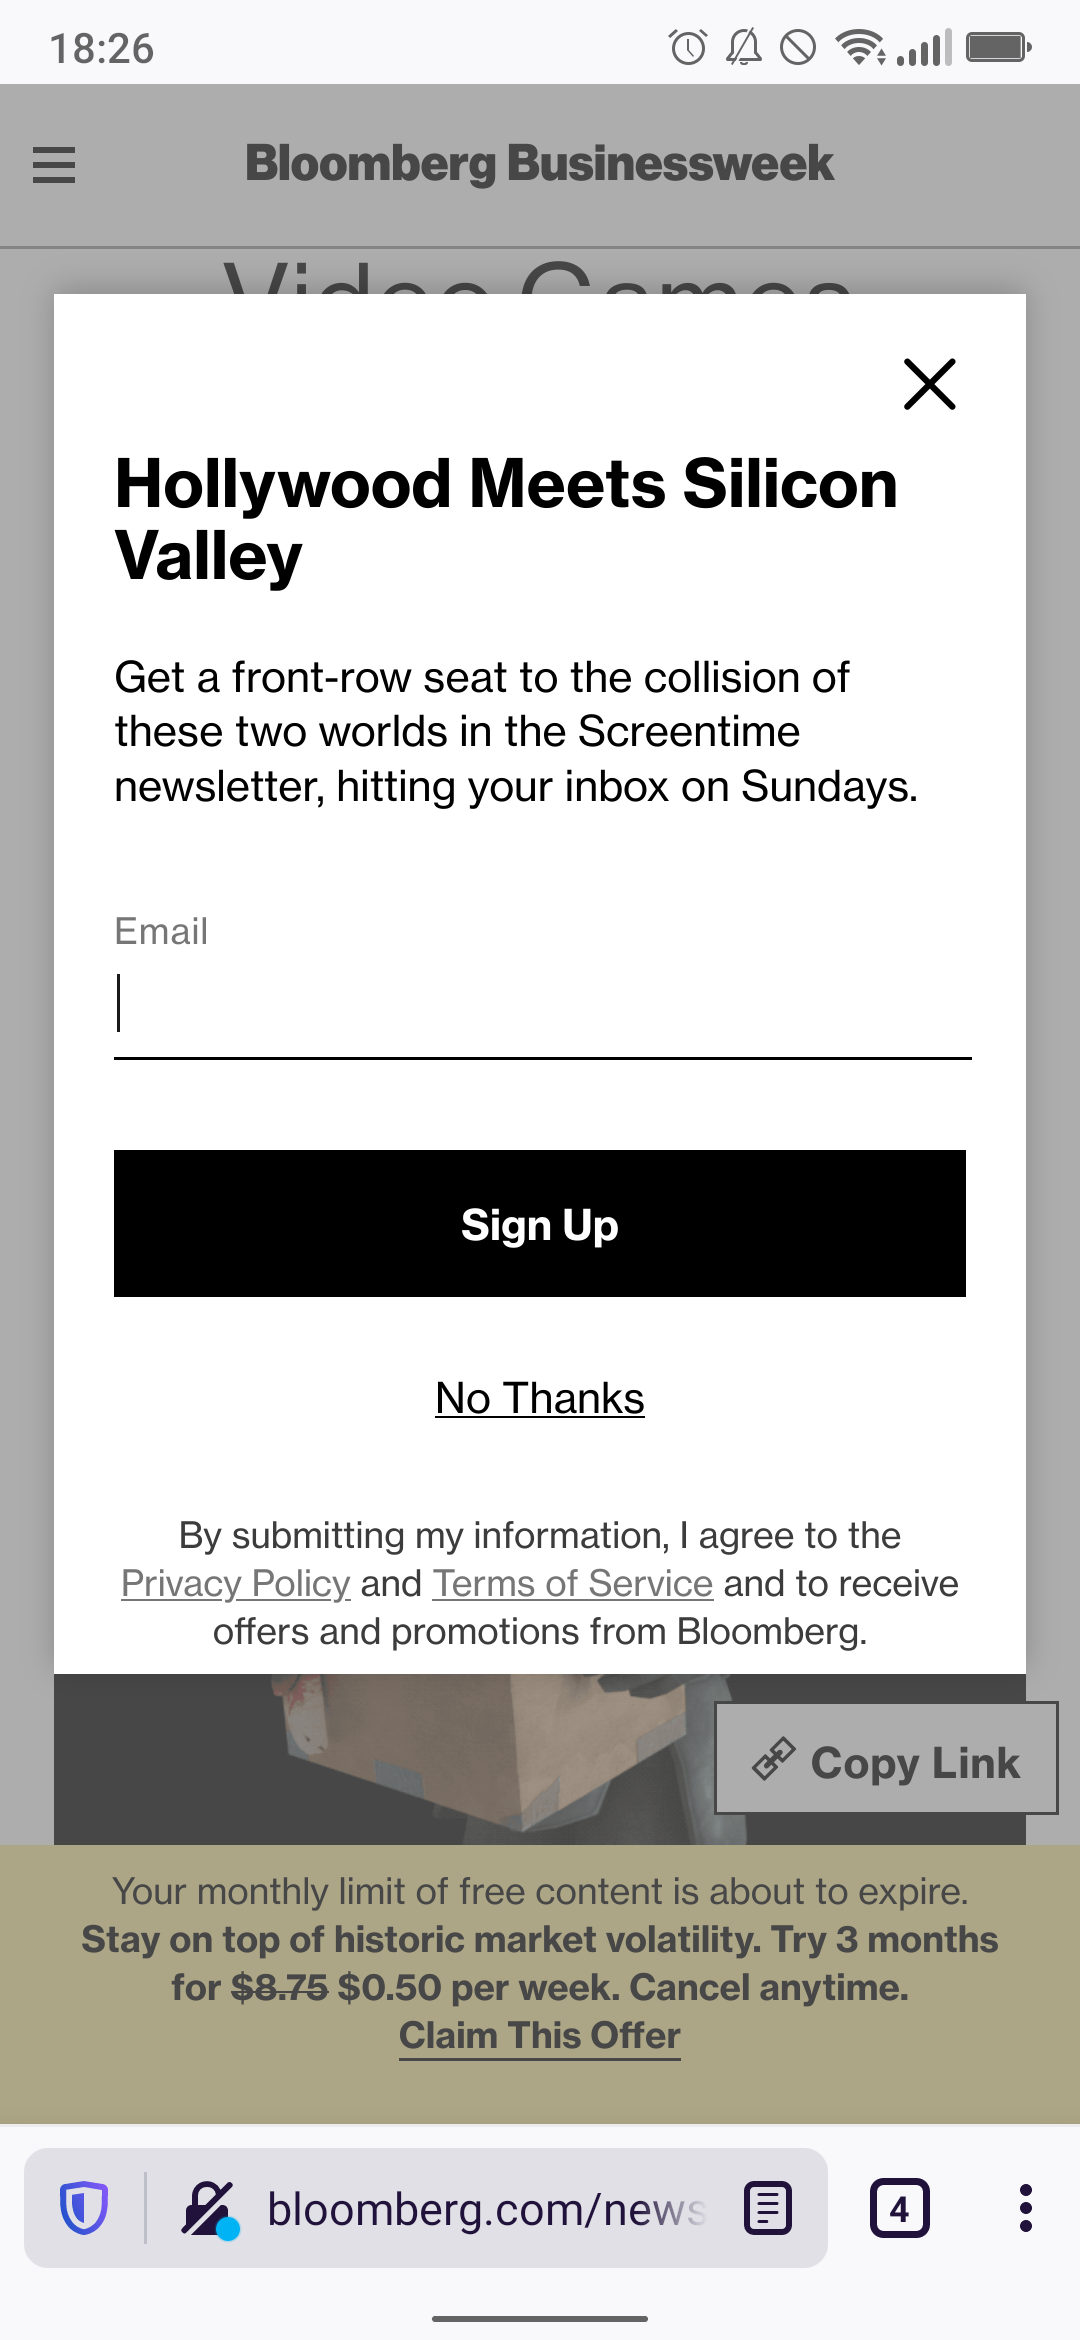 18:26
Bloomberg Businessweek
Video Games
Hollywood Meets Silicon
Valley
Get a front-row seat to the collision of
these two worlds in the Screentime
newsletter, hitting your inbox on Sundays.
Email
Sign Up
No Thanks
By submitting my information, I agree to the
Privacy Policy and Terms of Service and to receive
offers and promotions from Bloomberg.
Copy Link
Your monthly limit of free content is about to expire.
Stay on top of historic market volatility. Try 3 months
for $8.75 $0.50 per week. Cancel anytime.
Claim This Offer
bloomberg.com/news
4